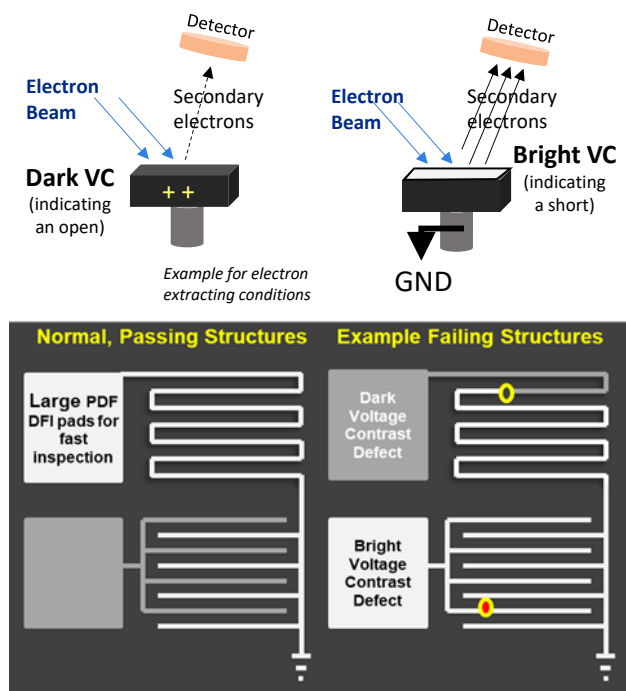 Detector
Electron
Beam
Secondary
electrons
Dark VC
(indicating
an open)
+ +
Example for electron
extracting conditions
Detector
Electron
Beam
Secondary
electrons
Bright VC
(indicating
a short)
GND
Normal, Passing Structures
Large PDF
DFI pads for
fast
inspection
Example Failing Structures
Dark
Voltage
Contrast
Defect
Bright
Voltage
Contrast
Defect